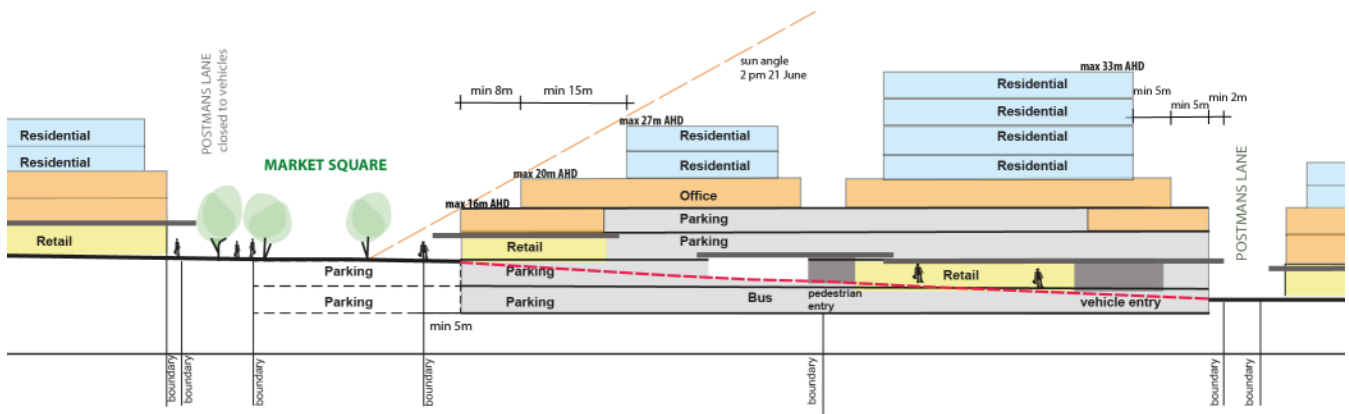 POSTMANS LANE
closed to vehicles
sun angle
2 pm 21 June
min 8m
min 15m
max 33m AHD
min 5m
min 5m
min 2m
Residential
Residential
MARKET SQUARE
max 27m AHD
Residential
Residential
Residential
Residential
Residential
Residential
max 20m AHD
Office
max 16m AHD
Parking
Retail
Retail
Parking
POSTMANS LANE
Parking
Parking
Retail
Parking
Parking
Bus
pedestrian
entry
vehicle entry
min 5m
boundary
boundary
boundary
boundary
boundary
boundary
boundary